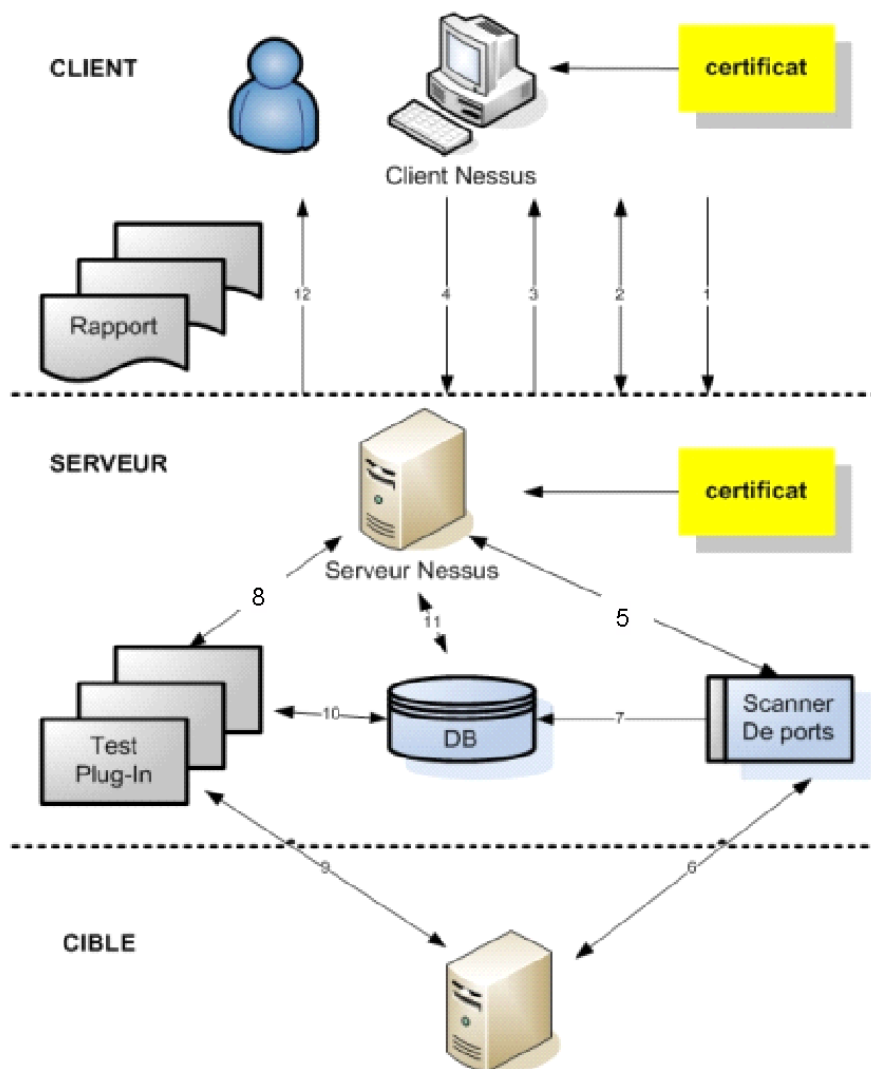 CLIENT
certificat
Client Nessus
12
4
3
2
1
Rapport
SERVEUR
certificat
Serveur Nessus
8
11
5
Test
Plug-In
10
DB
7
Scanner
De ports
9
6
CIBLE